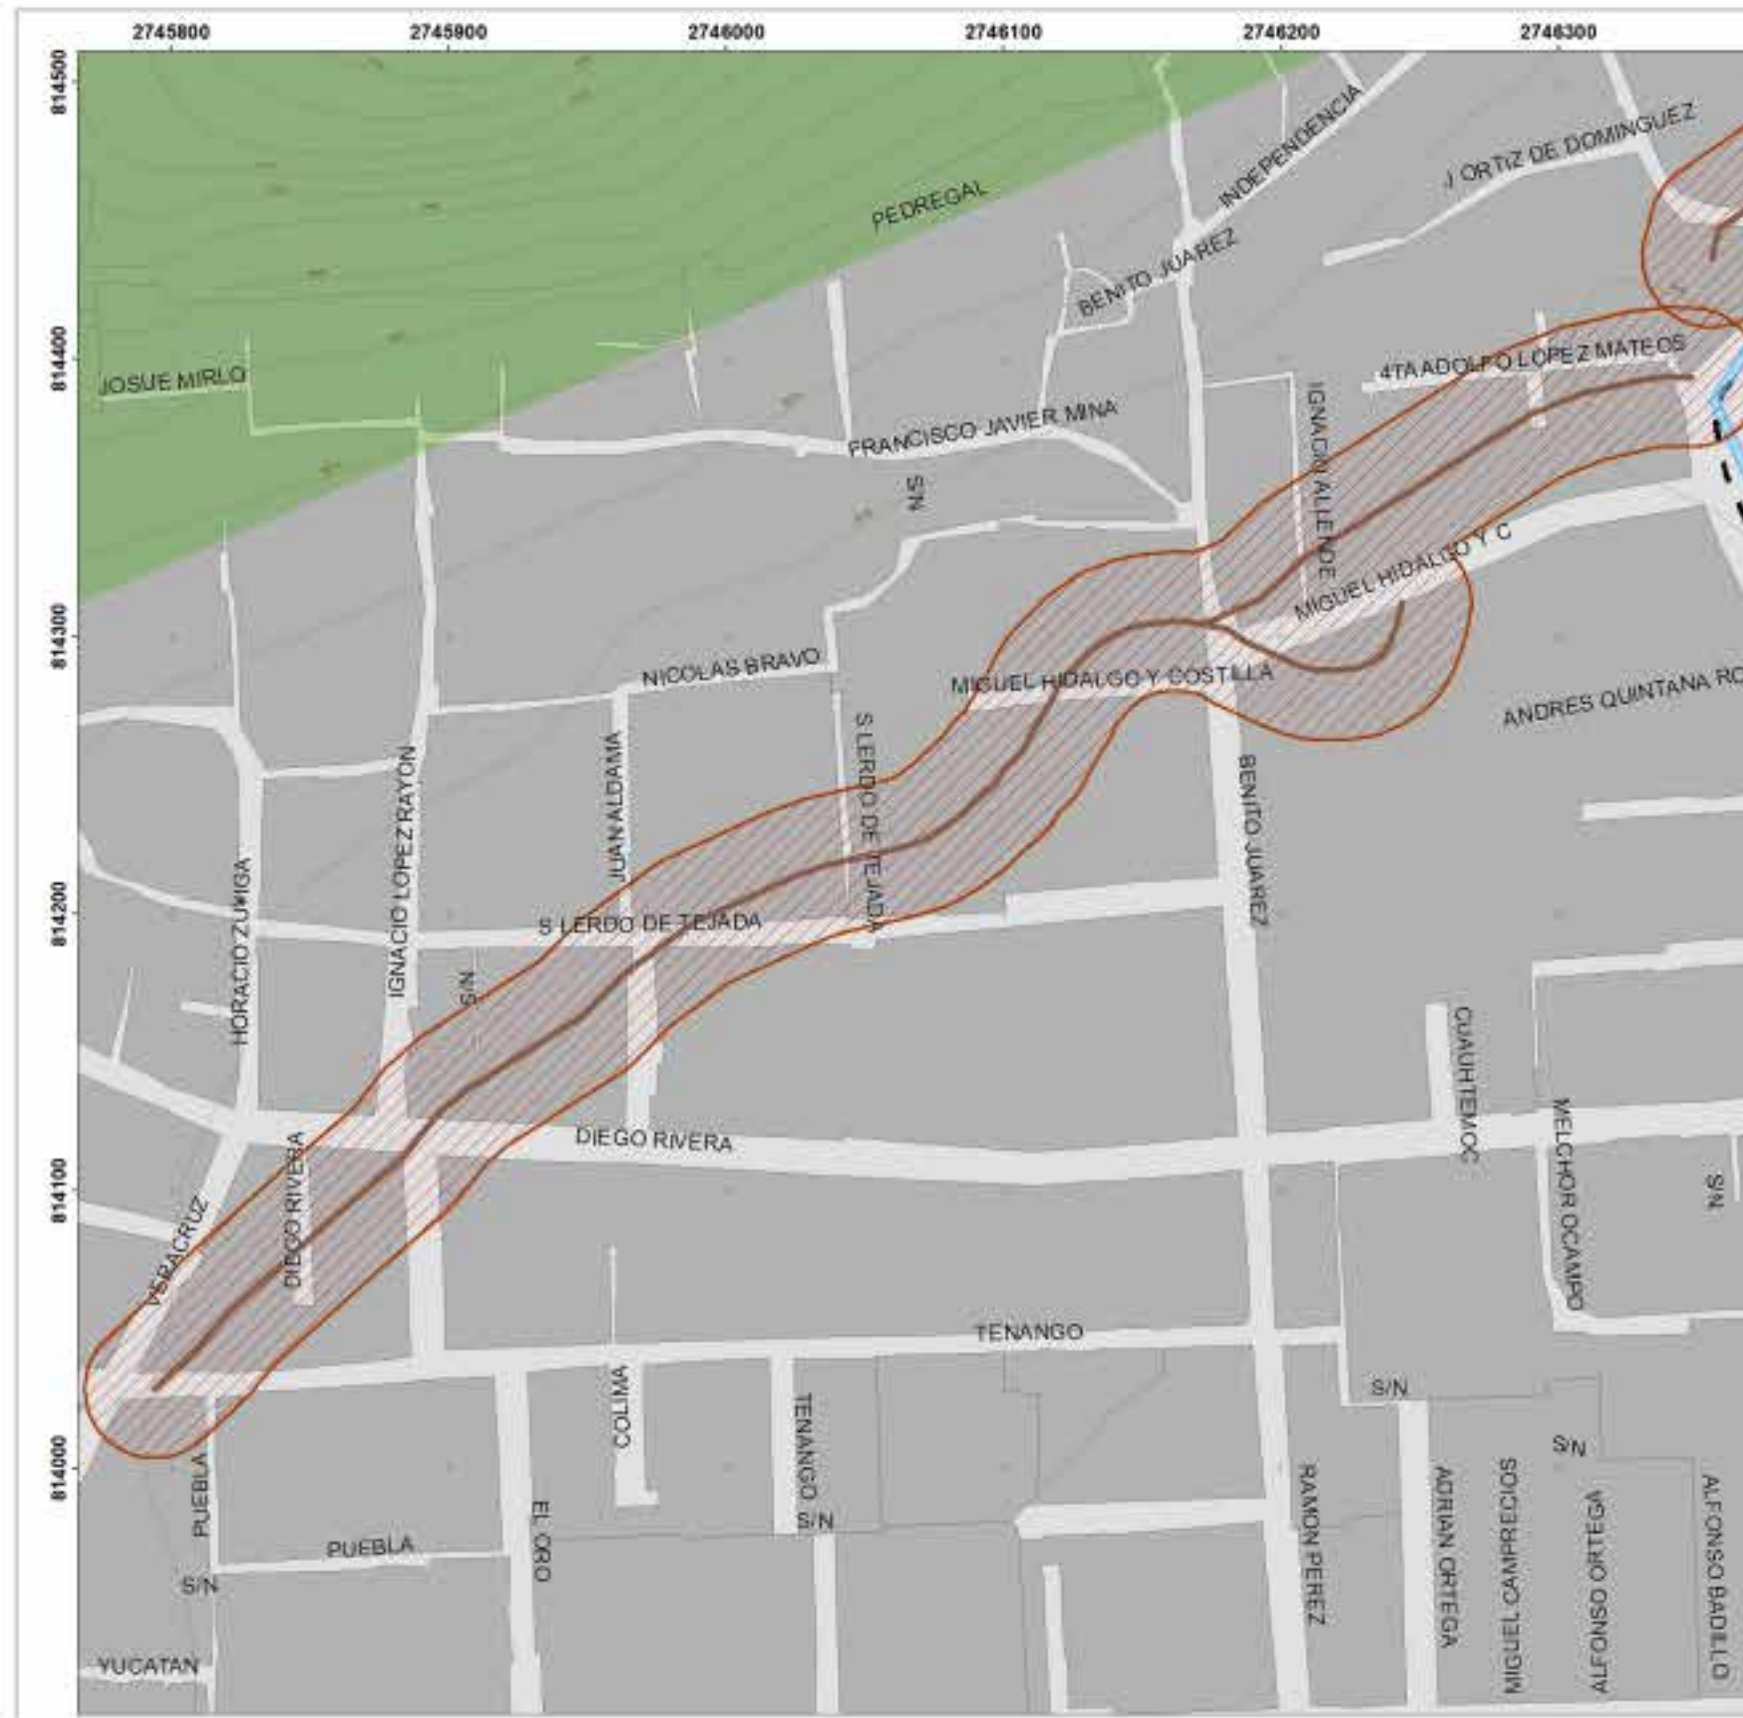 2745800
2745900
2746000
2746100
2746200
2746300
814500
814400
814300
814200
814100
814000
INDEPENDENCIA
J ORTIZ DE DOMINGUEZ
PEDREGAL
BENITO JUAREZ
JOSUE MIRLO
4TA ADOLFO LOPEZ MATEOS
FRANCISCO JAVIER MINA
IGNACIO ALLENDE
S/N
MIGUEL HIDALGO Y C
NICOLAS BRAVO
MIGUEL HIDALGO Y COSTILLA
ANDRES QUINTANA RO
S LERDO DE TEJADA
JUAN ALDAMA
IGNACIO LOPEZ RAYON
BENITO JUAREZ
HORACIO ZUÑIGA
S LERDO DE TEJADA
S/N
CUAUHTEMOC
MELCHOR OCAMPO
DIEGO RIVERA
DIEGO RIVERA
S/N
VERACRUZ
TENANGO
COLIMA
TENANGO
S/N
S/N
PUEBLA
EL ORO
S/N
RAMON PEREZ
ADRIAN ORTEGA
MIGUEL CAMPRECIOS
ALFONSO ORTEGA
ALFONSO BADILLO
PUEBLA
S/N
YUCATAN